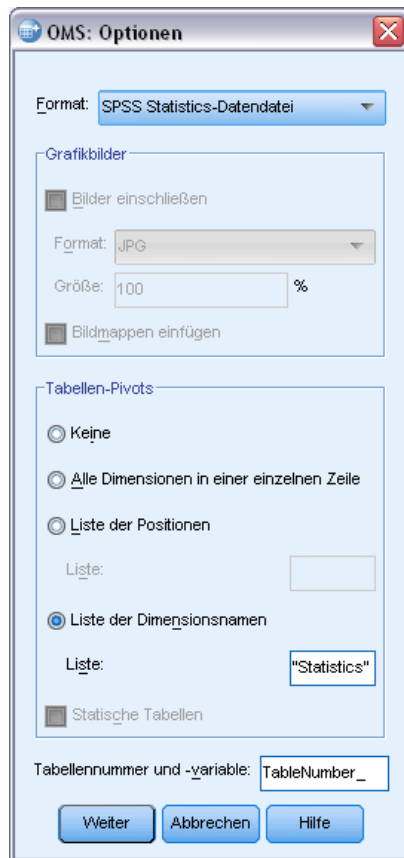 OMS: Optionen
Format: SPSS Statistics-Datendatei
Grafikbilder
Bilder einschließen
Format: JPG
Größe: 100 %
Bildmappen einfügen
Tabellen-Pivots
Keine
Alle Dimensionen in einer einzelnen Zeile
Liste der Positionen
Liste:
Liste der Dimensionsnamen
Liste: "Statistics"
Statische Tabellen
Tabellennummer und -variable: TableNumber_
Weiter Abbrechen Hilfe